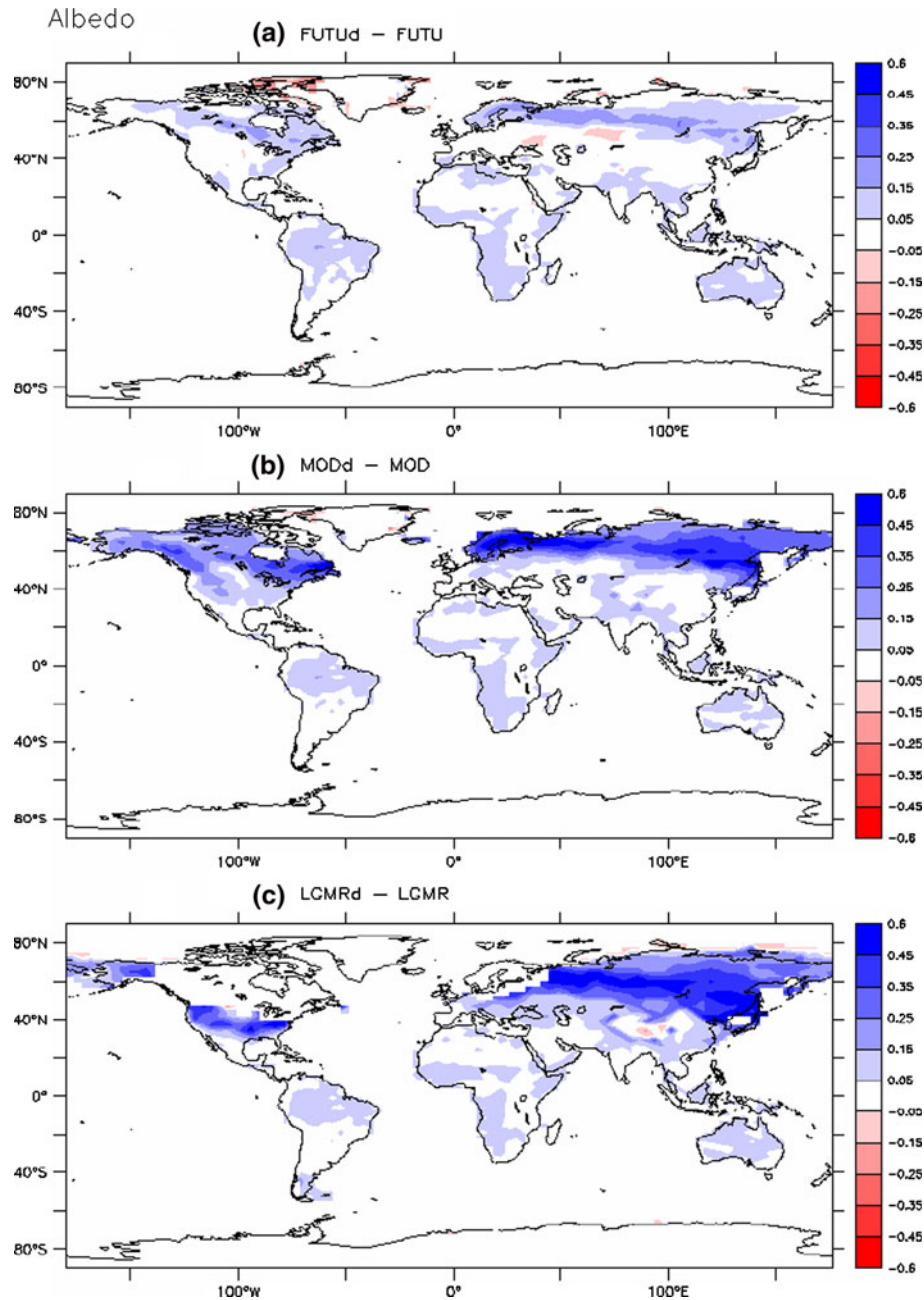 Albedo
(a) FUTUd – FUTU
80°N
40°N
0°
40°S
80°S
100°W 0° 100°E
0.6
0.45
0.35
0.25
0.15
0.05
-0.05
-0.15
-0.25
-0.35
-0.45
-0.6
(b) MODd – MOD
80°N
40°N
0°
40°S
80°S
100°W 0° 100°E
0.6
0.45
0.35
0.25
0.15
0.05
-0.05
-0.15
-0.25
-0.35
-0.45
-0.6
(c) LGMRd – LGMR
80°N
40°N
0°
40°S
80°S
100°W 0° 100°E
0.6
0.45
0.35
0.25
0.15
0.05
-0.00
-0.15
-0.25
-0.35
-0.45
-0.6